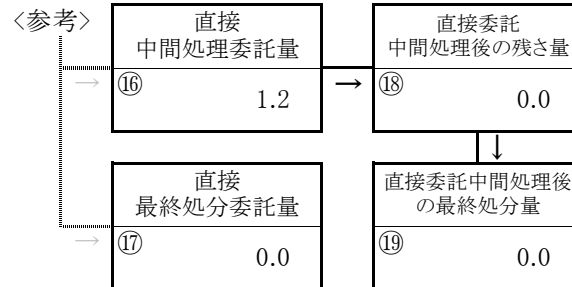 〈参考〉
直接
中間処理委託量
→ ⑯ 1.2
→
直接委託
中間処理後の残さ量
⑱ 0.0
↓
直接
最終処分委託量
→ ⑰ 0.0
直接委託中間処理後
の最終処分量
⑲ 0.0